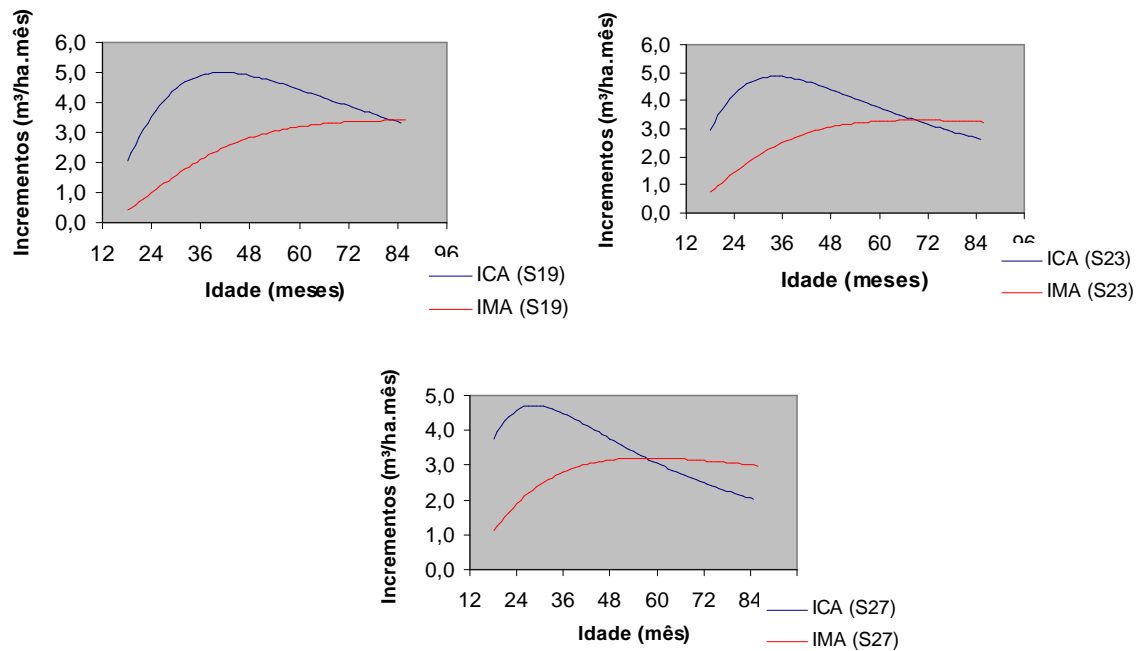 Incrementos (m³/ha.mês)
6,0
5,0
4,0
3,0
2,0
1,0
0,0
12 24 36 48 60 72 84 96
Idade (meses)
ICA (S19)
IMA (S19)
Incrementos (m³/ha.mês)
6,0
5,0
4,0
3,0
2,0
1,0
0,0
12 24 36 48 60 72 84 96
Idade (meses)
ICA (S23)
IMA (S23)
Incrementos (m³/ha.mês)
5,0
4,0
3,0
2,0
1,0
0,0
12 24 36 48 60 72 84
Idade (mês)
ICA (S27)
IMA (S27)